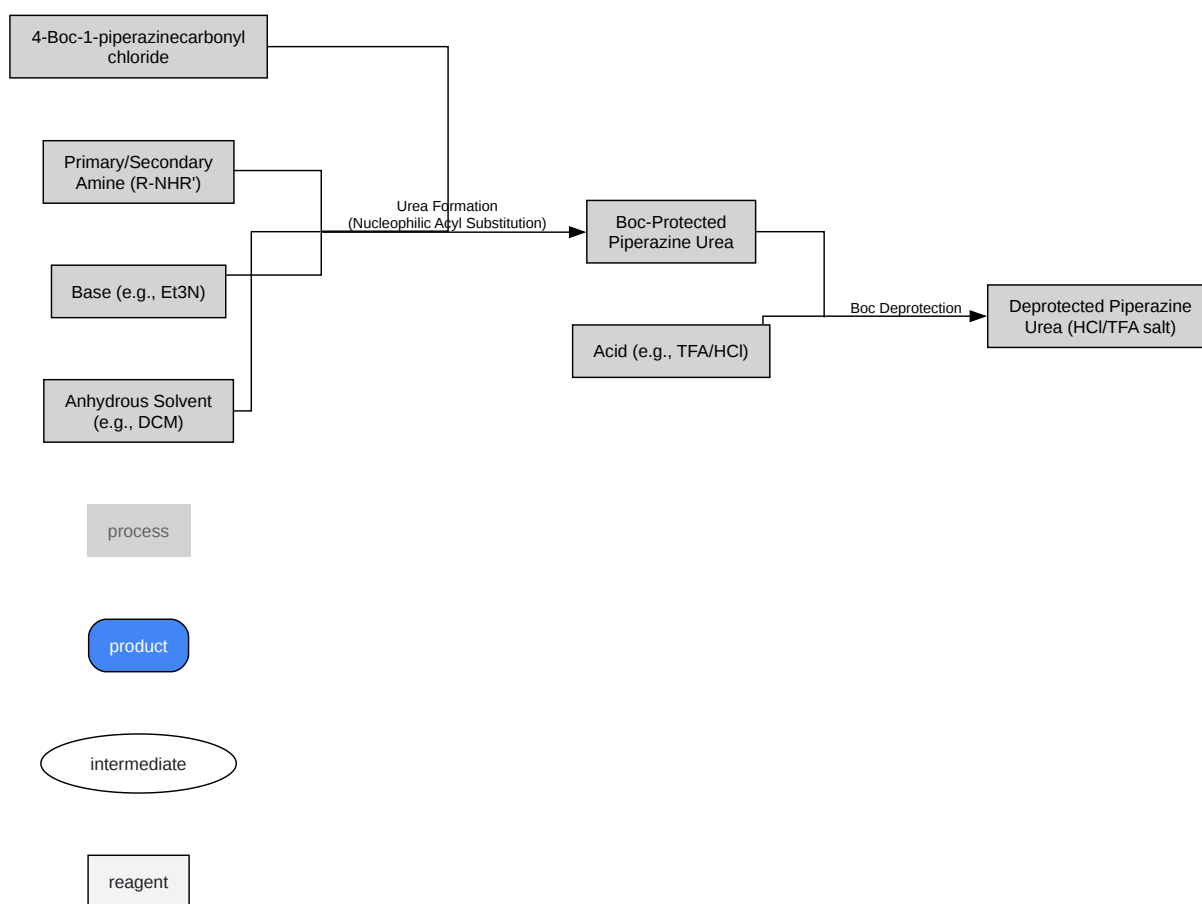 4-Boc-1-piperazinecarbonyl
chloride
Primary/Secondary
Amine (R-NHR')
Urea Formation
(Nucleophilic Acyl Substitution)
Boc-Protected
Piperazine Urea
Base (e.g., Et3N)
Boc Deprotection
Deprotected Piperazine
Urea (HCl/TFA salt)
Acid (e.g., TFA/HCl)
Anhydrous Solvent
(e.g., DCM)
process
product
intermediate
reagent